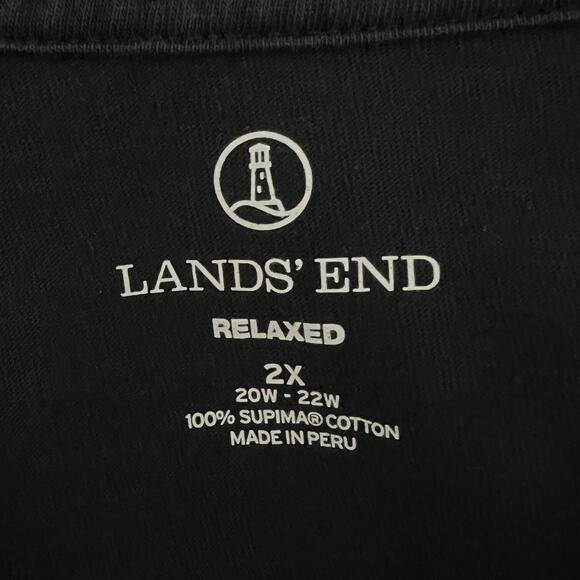 LANDS' END
RELAXED
2X
20W - 22W
100% SUPIMA® COTTON
MADE IN PERU